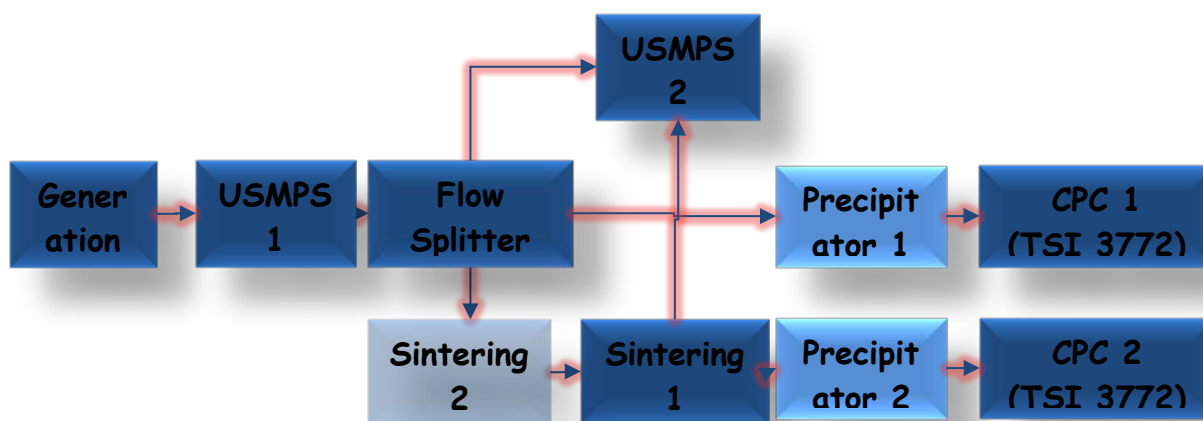 USMPS
2
Gener
ation
USMPS
1
Flow
Splitter
Precipit
ator 1
CPC 1
(TSI 3772)
Sintering
2
Sintering
1
Precipit
ator 2
CPC 2
(TSI 3772)